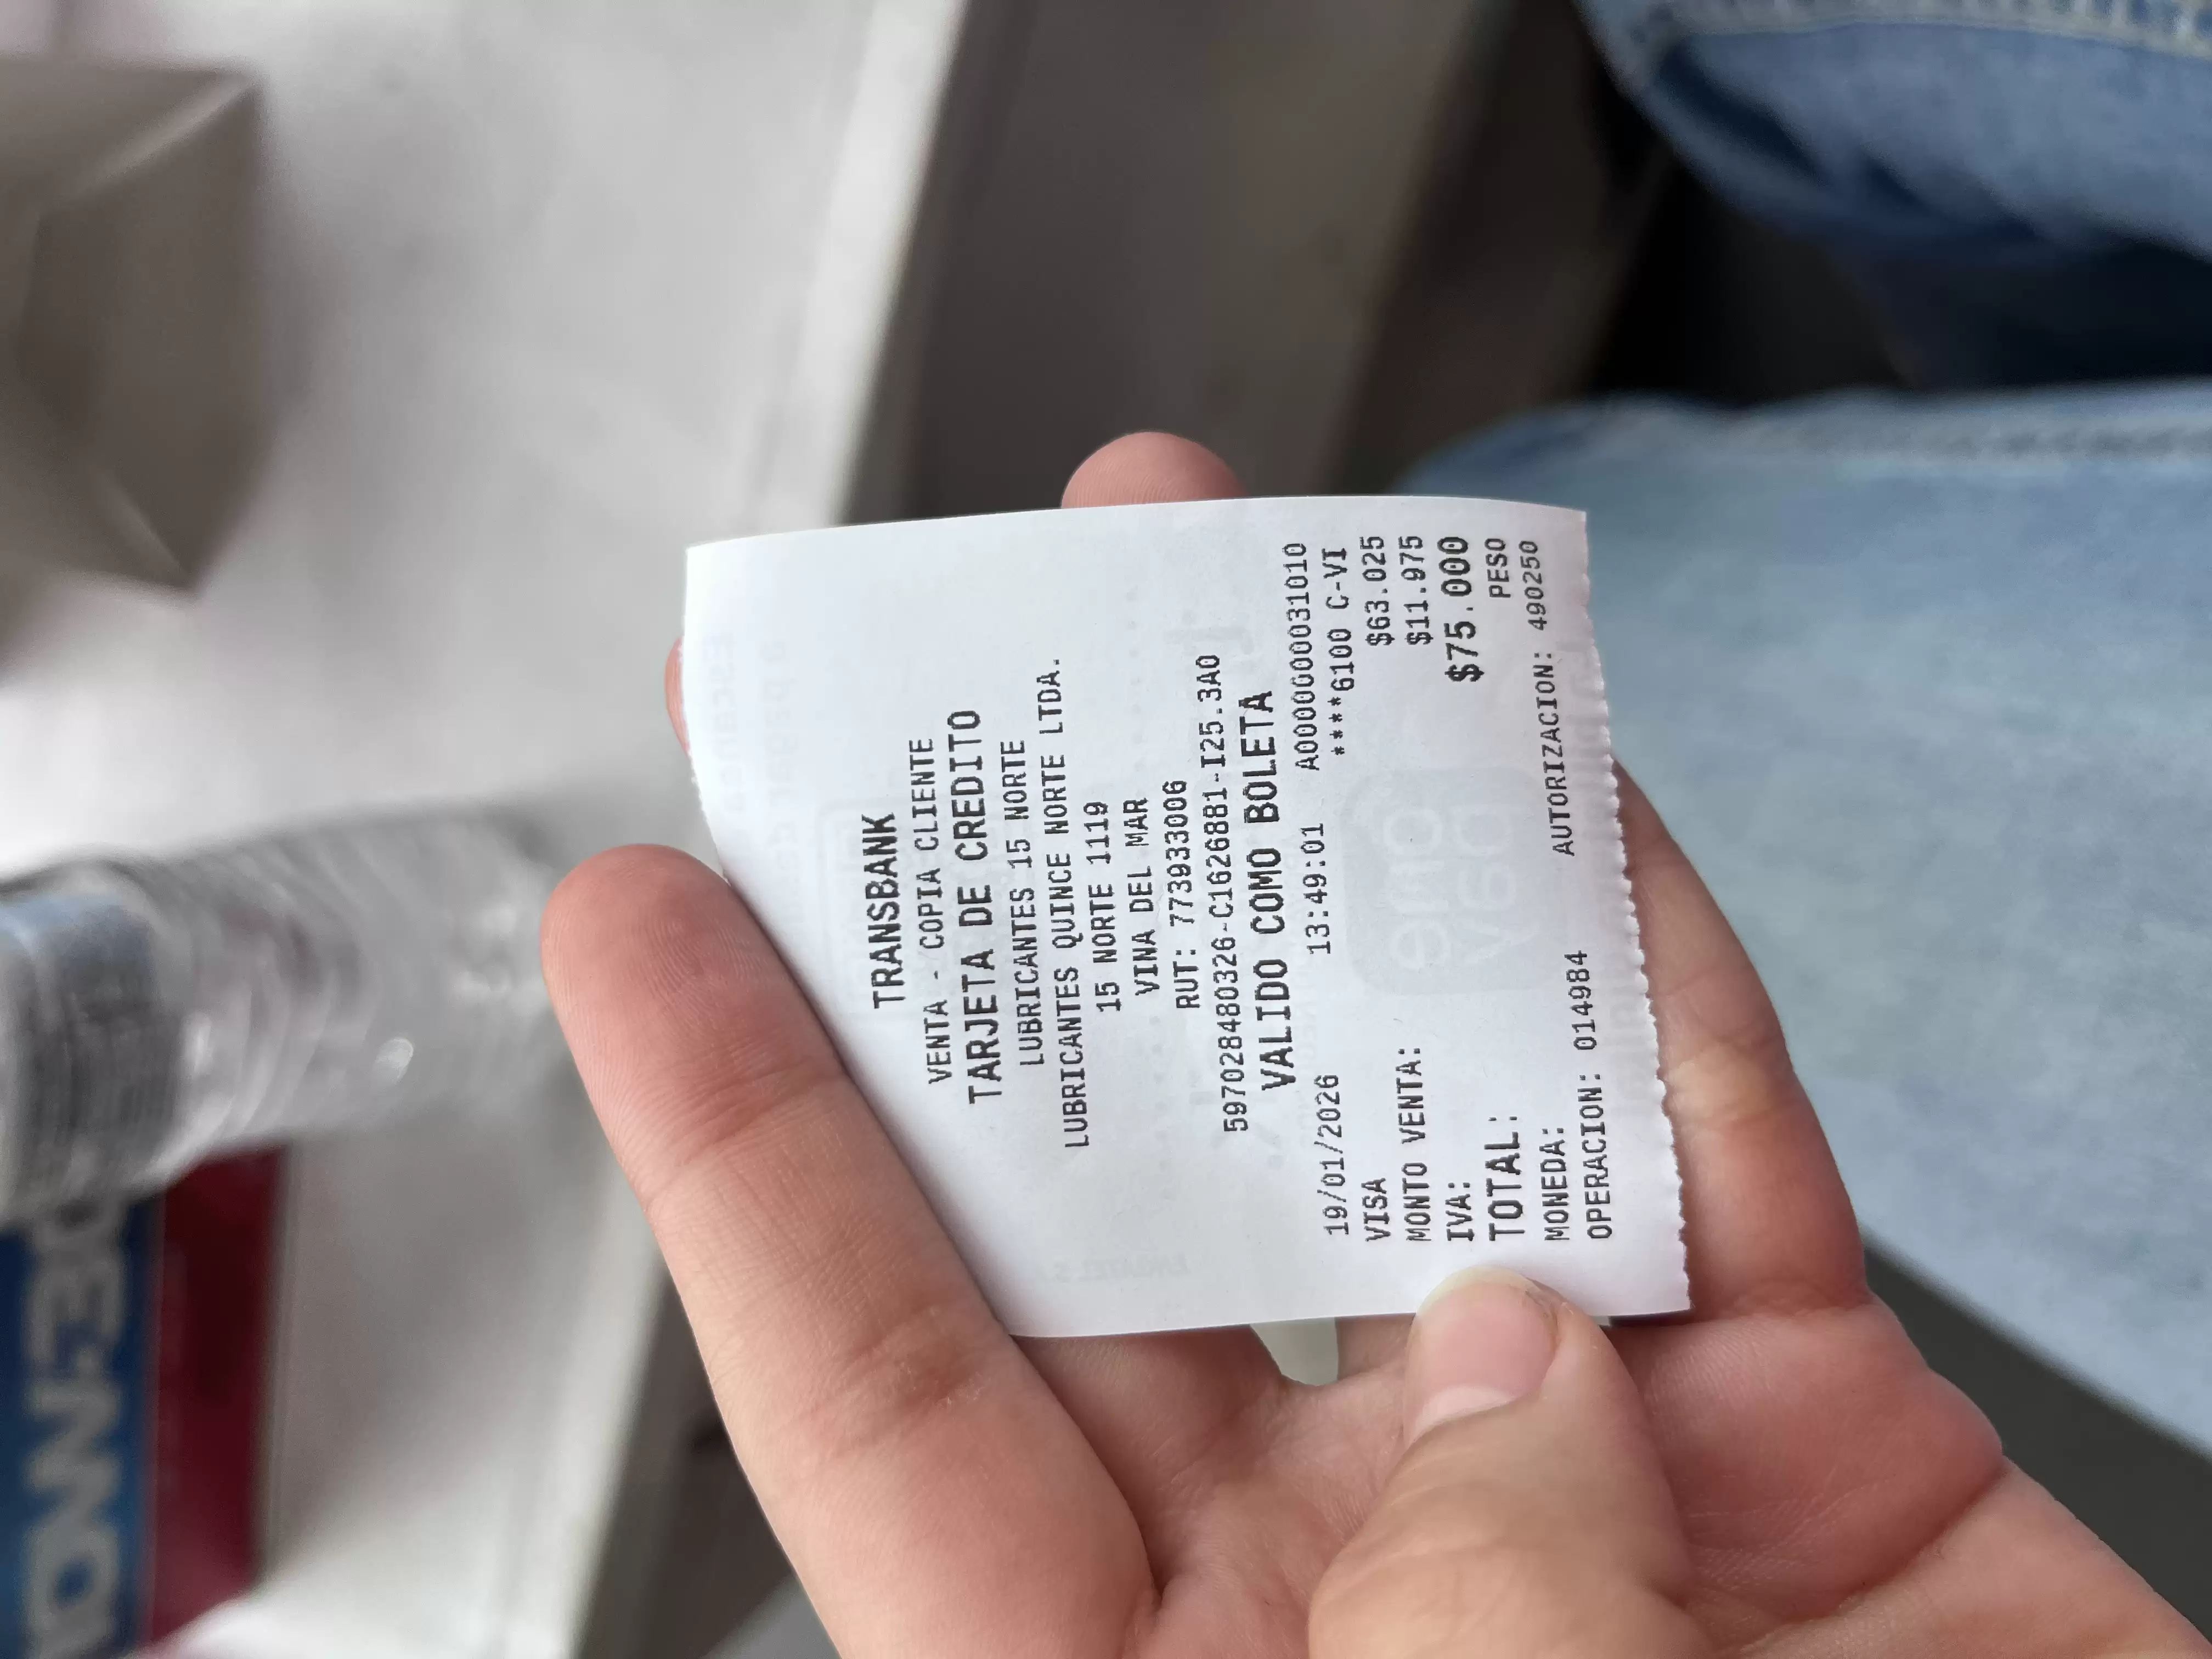 TRANSBANK
VENTA - COPIA CLIENTE
TARJETA DE CREDITO
LUBRICANTES 15 NORTE
LUBRICANTES QUINCE NORTE LTDA.
15 NORTE 1119
VINA DEL MAR
RUT: 773933006
597028480326-C1626881-I25.3A0
VALIDO COMO BOLETA
19/01/2026 13:49:01 A0000000031010
VISA ****6100 C-VI
MONTO VENTA: $63.025
IVA: $11.975
TOTAL: $75.000
MONEDA: PESO
OPERACION: 014984 AUTORIZACION: 490250